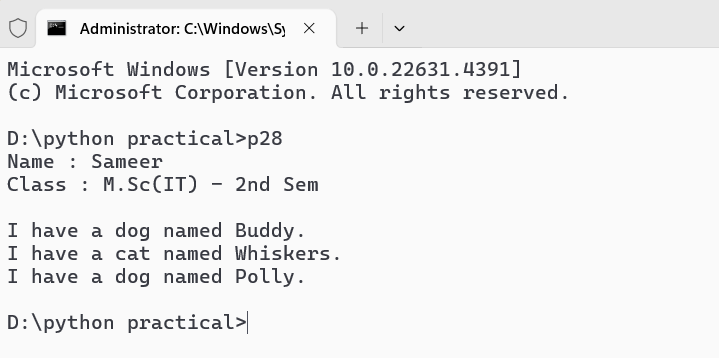 Administrator: C:\Windows\Sy
Microsoft Windows [Version 10.0.22631.4391]
(c) Microsoft Corporation. All rights reserved.
D:\python practical>p28
Name : Sameer
Class : M.Sc(IT) - 2nd Sem
I have a dog named Buddy.
I have a cat named Whiskers.
I have a dog named Polly.
D:\python practical>